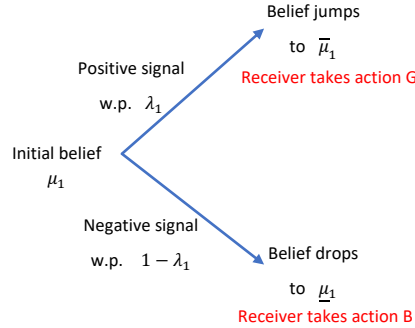 Belief jumps
to μ̅₁
Receiver takes action G
Positive signal
w.p. λ₁
Initial belief
μ₁
Negative signal
w.p. 1 − λ₁
Belief drops
to μ̲₁
Receiver takes action B